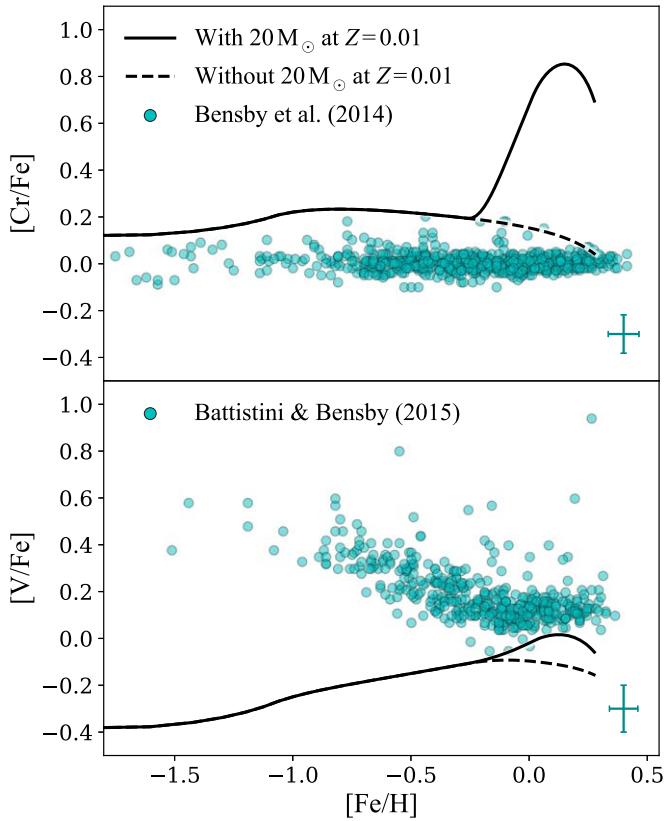 1.0
0.8
0.6
0.4
0.2
0.0
−0.2
−0.4
[Cr/Fe]
With 20 M⊙ at Z=0.01
Without 20 M⊙ at Z=0.01
Bensby et al. (2014)
1.0
0.8
0.6
0.4
0.2
0.0
−0.2
−0.4
[V/Fe]
Battistini & Bensby (2015)
−1.5 −1.0 −0.5 0.0 0.5
[Fe/H]